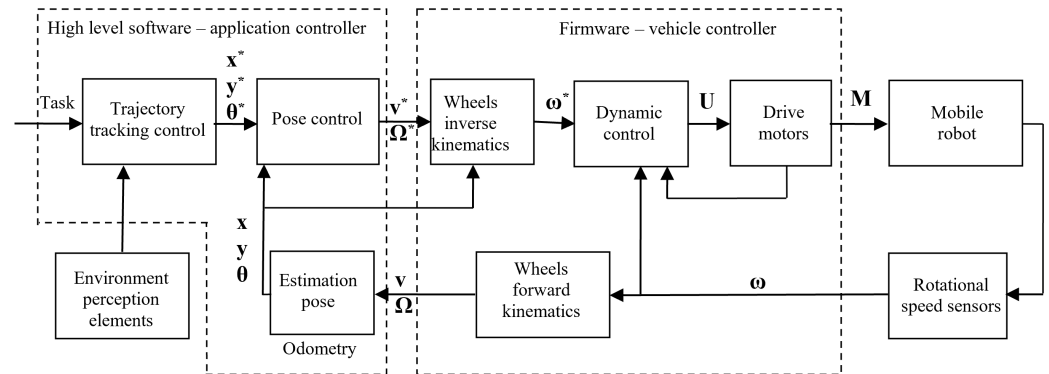 High level software – application controller
Firmware – vehicle controller
Task
Trajectory
tracking control
x*
y*
θ*
Pose control
v*
Ω*
Wheels
inverse
kinematics
ω*
Dynamic
control
U
Drive
motors
M
Mobile
robot
x
y
θ
Environment
perception
elements
Estimation
pose
Odometry
v
Ω
Wheels
forward
kinematics
ω
Rotational
speed sensors